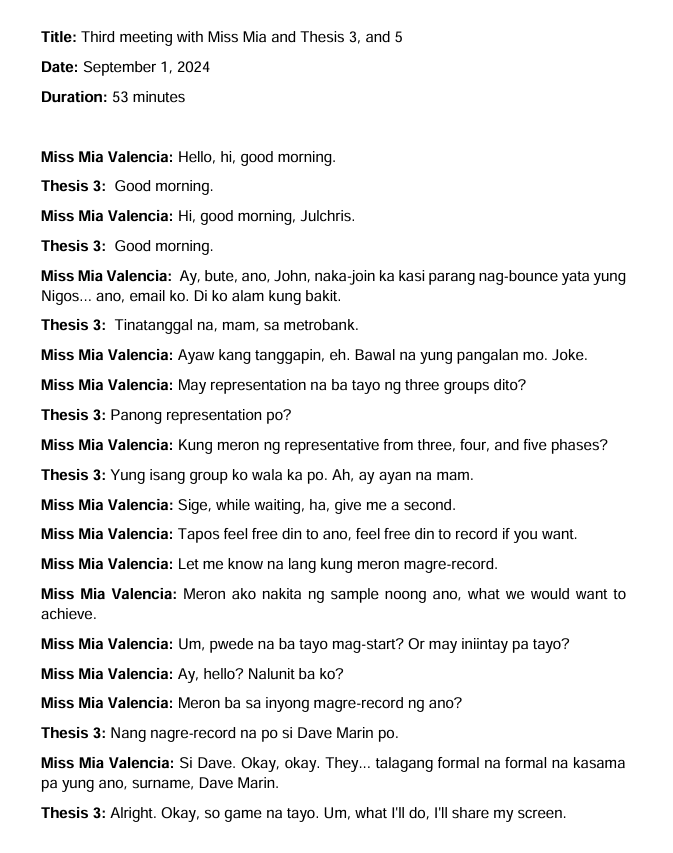 Title: Third meeting with Miss Mia and Thesis 3, and 5
Date: September 1, 2024
Duration: 53 minutes
Miss Mia Valencia: Hello, hi, good morning.
Thesis 3: Good morning.
Miss Mia Valencia: Hi, good morning, Julchris.
Thesis 3: Good morning.
Miss Mia Valencia: Ay, bute, ano, John, naka-join ka kasi parang nag-bounce yata yung
Nigos... ano, email ko. Di ko alam kung bakit.
Thesis 3: Tinatanggal na, mam, sa metrobank.
Miss Mia Valencia: Ayaw kang tanggapin, eh. Bawal na yung pangalan mo. Joke.
Miss Mia Valencia: May representation na ba tayo ng three groups dito?
Thesis 3: Panong representation po?
Miss Mia Valencia: Kung meron ng representative from three, four, and five phases?
Thesis 3: Yung isang group ko wala ka po. Ah, ay ayan na mam.
Miss Mia Valencia: Sige, while waiting, ha, give me a second.
Miss Mia Valencia: Tapos feel free din to ano, feel free din to record if you want.
Miss Mia Valencia: Let me know na lang kung meron magre-record.
Miss Mia Valencia: Meron ako nakita ng sample noong ano, what we would want to
achieve.
Miss Mia Valencia: Um, pwede na ba tayo mag-start? Or may iniintay pa tayo?
Miss Mia Valencia: Ay, hello? Nalunit ba ko?
Miss Mia Valencia: Meron ba sa inyong magre-record ng ano?
Thesis 3: Nang nagre-record na po si Dave Marin po.
Miss Mia Valencia: Si Dave. Okay, okay. They... talagang formal na formal na kasama
pa yung ano, surname, Dave Marin.
Thesis 3: Alright. Okay, so game na tayo. Um, what I'll do, I'll share my screen.